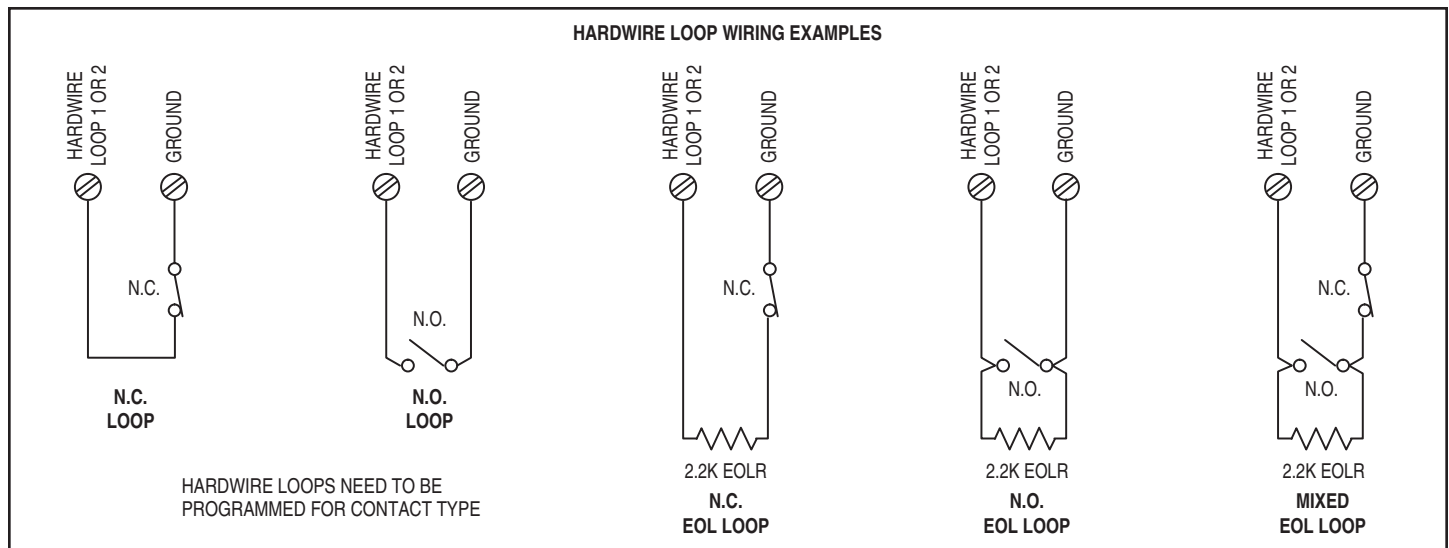 HARDWIRE LOOP WIRING EXAMPLES
HARDWIRE
LOOP 1 OR 2
GROUND
N.C.
N.C.
LOOP
HARDWIRE
LOOP 1 OR 2
GROUND
N.O.
N.O.
LOOP
HARDWIRE LOOPS NEED TO BE
PROGRAMMED FOR CONTACT TYPE
HARDWIRE
LOOP 1 OR 2
GROUND
N.C.
2.2K EOLR
N.C.
EOL LOOP
HARDWIRE
LOOP 1 OR 2
GROUND
N.O.
2.2K EOLR
N.O.
EOL LOOP
HARDWIRE
LOOP 1 OR 2
GROUND
N.C.
N.O.
2.2K EOLR
MIXED
EOL LOOP